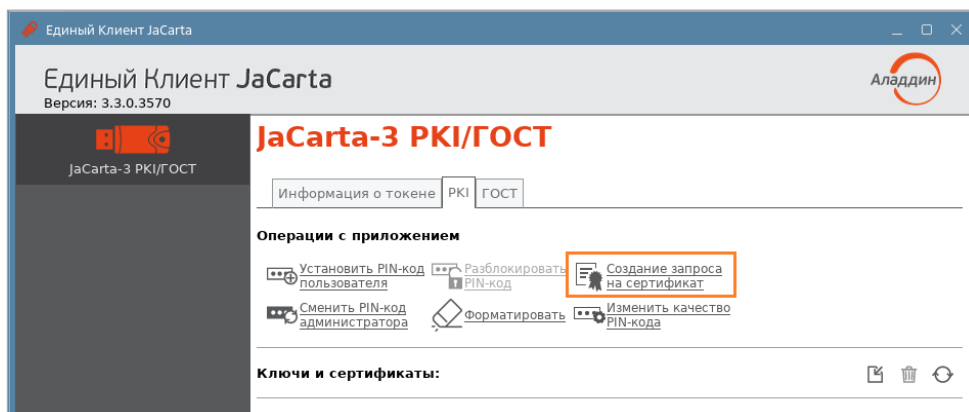 Единый Клиент JaCarta
Единый Клиент JaCarta
Версия: 3.3.0.3570
Аладдин
JaCarta-3 PKI/ГОСТ
JaCarta-3 PKI/ГОСТ
Информация о токене PKI ГОСТ
Операции с приложением
Установить PIN-код
пользователя
Разблокировать
PIN-код
Создание запроса
на сертификат
Сменить PIN-код
администратора
Форматировать
Изменить качество
PIN-кода
Ключи и сертификаты: